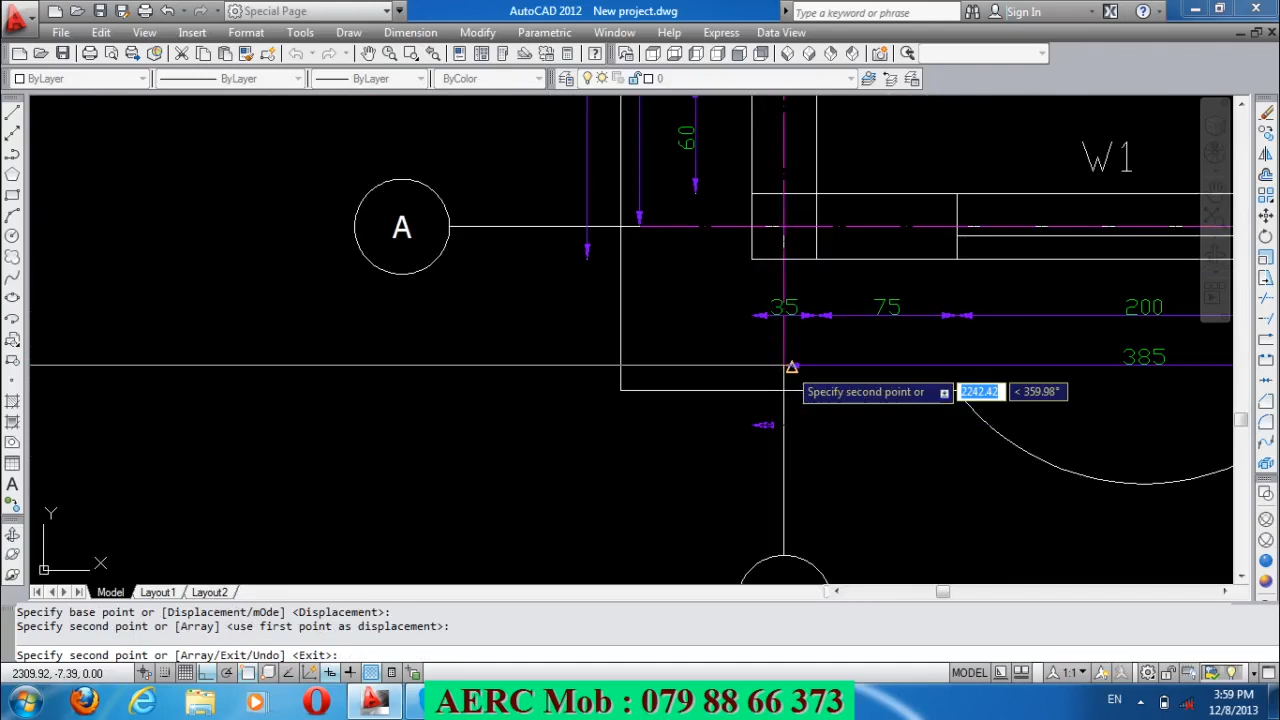 Special Page
AutoCAD 2012 New project.dwg
Type a keyword or phrase
Sign In
File Edit View Insert Format Tools Draw Dimension Modify Parametric Window Help Express Data View
ByLayer ByLayer ByLayer ByColor 0
60
W1
A
35 75 200
385
Specify second point or 2242.42 < 359.98°
Y
X
Model Layout1 Layout2
Specify base point or [Displacement/mOde] <Displacement>:
Specify second point or [Array] <use first point as displacement>:
Specify second point or [Array/Exit/Undo] <Exit>:
2309.92, -7.39, 0.00 MODEL 1:1
AERC Mob : 079 88 66 373
EN
3:59 PM
12/8/2013